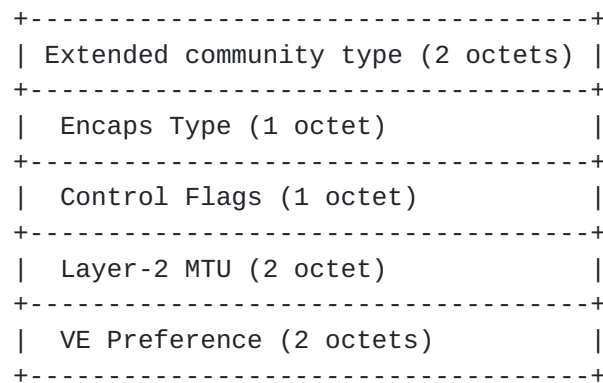 +------------------------------------+
| Extended community type (2 octets) |
+------------------------------------+
|  Encaps Type (1 octet)             |
+------------------------------------+
|  Control Flags (1 octet)           |
+------------------------------------+
|  Layer-2 MTU (2 octet)             |
+------------------------------------+
|  VE Preference (2 octets)          |
+------------------------------------+